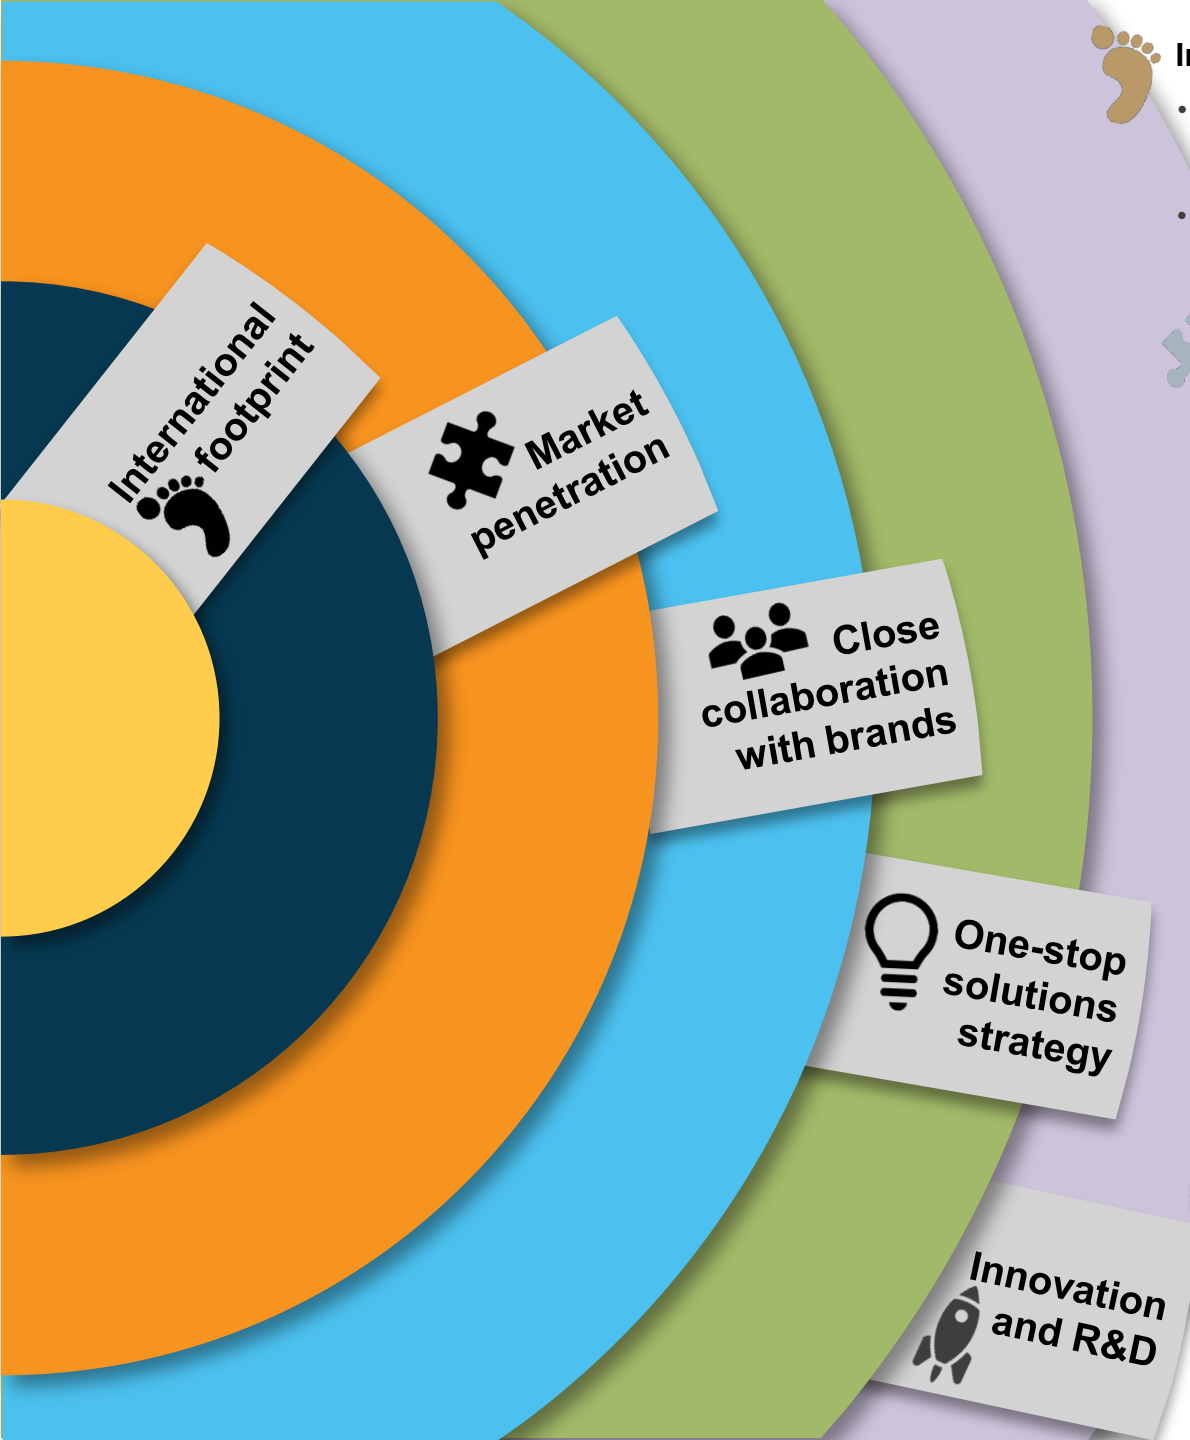 International
footprint
Market
penetration
Close
collaboration
with brands
One-stop
solutions
strategy
Innovation
and R&D